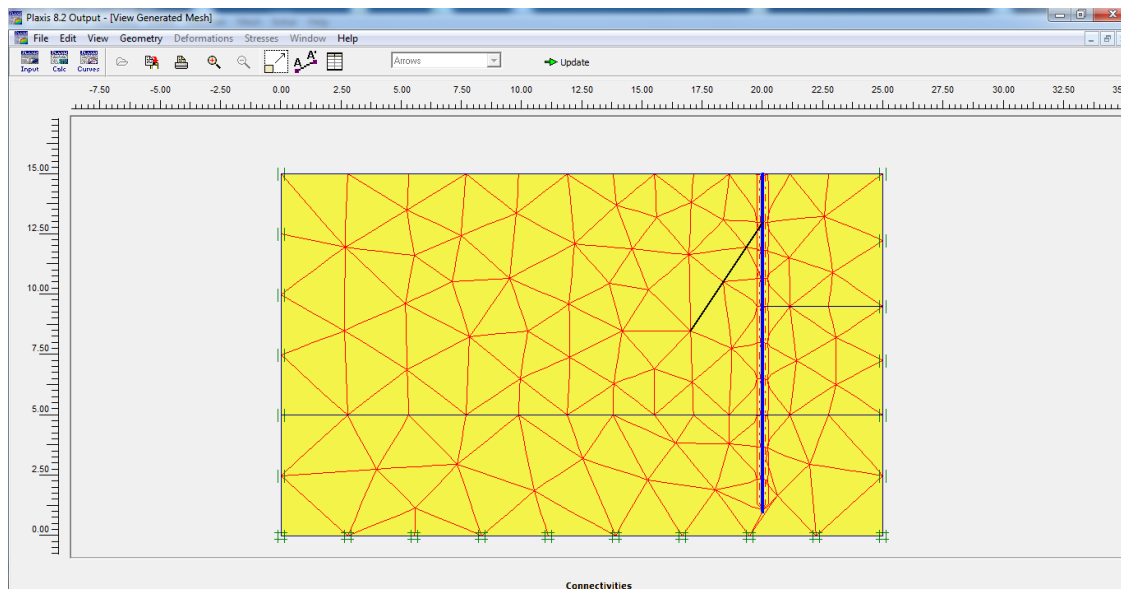 Plaxis 8.2 Output - [View Generated Mesh]
File Edit View Geometry Deformations Stresses Window Help
Input Calc Curves A A' Arrows Update
-7.50 -5.00 -2.50 0.00 2.50 5.00 7.50 10.00 12.50 15.00 17.50 20.00 22.50 25.00 27.50 30.00 32.50
15.00
12.50
10.00
7.50
5.00
2.50
0.00
Connectivities